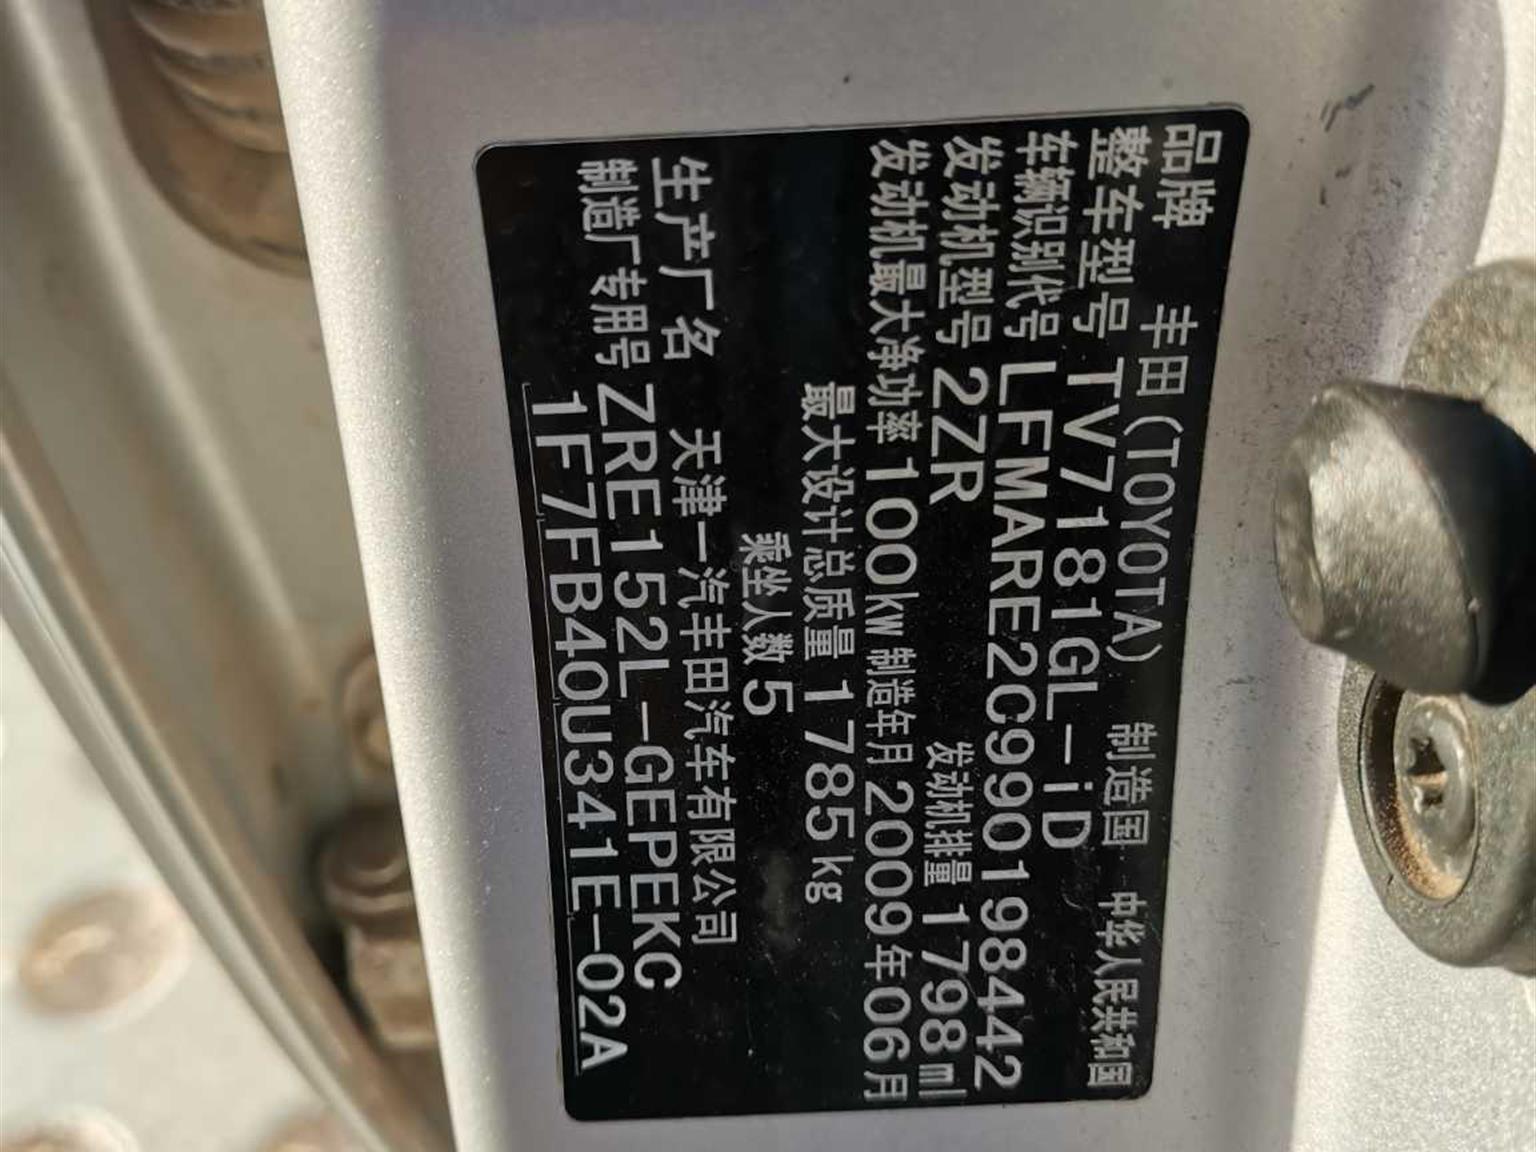 品牌 丰田(TOYOTA) 制造国 中华人民共和国
整车型号 TV7181GL-iD
车辆识别代号 LFMARE2C990198442
发动机型号 2ZR 发动机排量 1798ml
发动机最大净功率 100kW 制造年月 2009年06月
最大设计总质量 1785kg
乘坐人数 5
生产厂名 天津一汽丰田汽车有限公司
制造厂专用号 ZRE152L-GEPEKC
1F7FB40U341E-02A